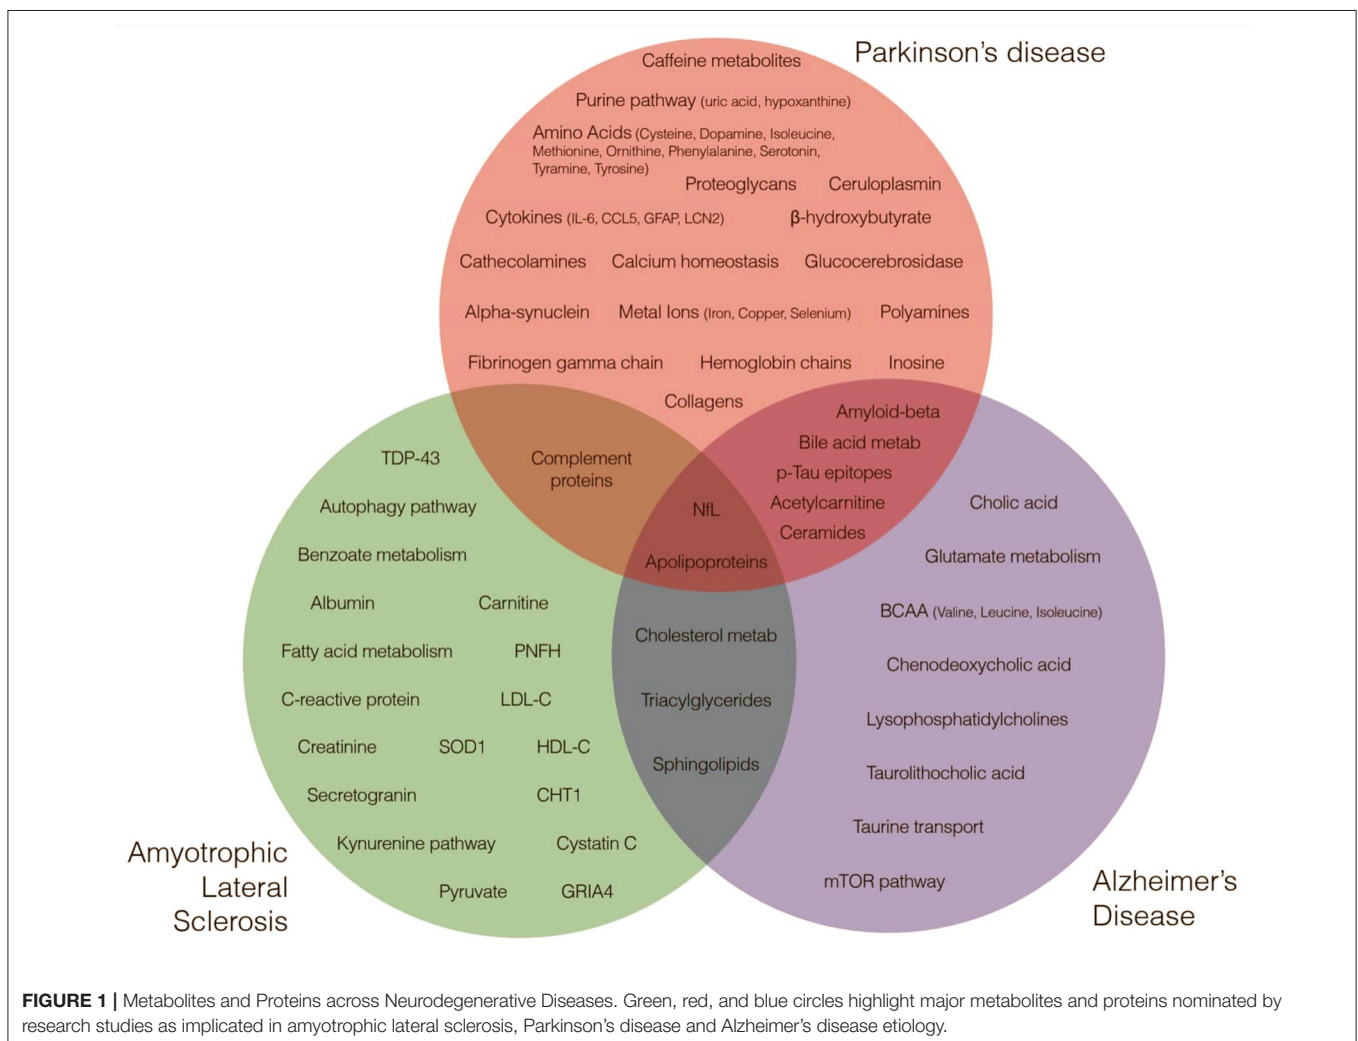 Parkinson's disease
Caffeine metabolites
Purine pathway (uric acid, hypoxanthine)
Amino Acids (Cysteine, Dopamine, Isoleucine,
Methionine, Ornithine, Phenylalanine, Serotonin,
Tyramine, Tyrosine)
Proteoglycans
Ceruloplasmin
Cytokines (IL-6, CCL5, GFAP, LCN2)
β-hydroxybutyrate
Cathecolamines
Calcium homeostasis
Glucocerebrosidase
Alpha-synuclein
Metal Ions (Iron, Copper, Selenium)
Polyamines
Fibrinogen gamma chain
Hemoglobin chains
Inosine
Collagens
Amyloid-beta
Bile acid metab
p-Tau epitopes
Acetylcarnitine
Ceramides
Complement
proteins
NfL
Apolipoproteins
TDP-43
Autophagy pathway
Benzoate metabolism
Albumin
Carnitine
Fatty acid metabolism
PNFH
C-reactive protein
LDL-C
Creatinine
SOD1
HDL-C
Secretogranin
CHT1
Kynurenine pathway
Cystatin C
Pyruvate
GRIA4
Cholesterol metab
Triacylglycerides
Sphingolipids
Cholic acid
Glutamate metabolism
BCAA (Valine, Leucine, Isoleucine)
Chenodeoxycholic acid
Lysophosphatidylcholines
Taurolithocholic acid
Taurine transport
mTOR pathway
Amyotrophic
Lateral
Sclerosis
Alzheimer's
Disease
FIGURE 1 | Metabolites and Proteins across Neurodegenerative Diseases. Green, red, and blue circles highlight major metabolites and proteins nominated by
research studies as implicated in amyotrophic lateral sclerosis, Parkinson's disease and Alzheimer's disease etiology.